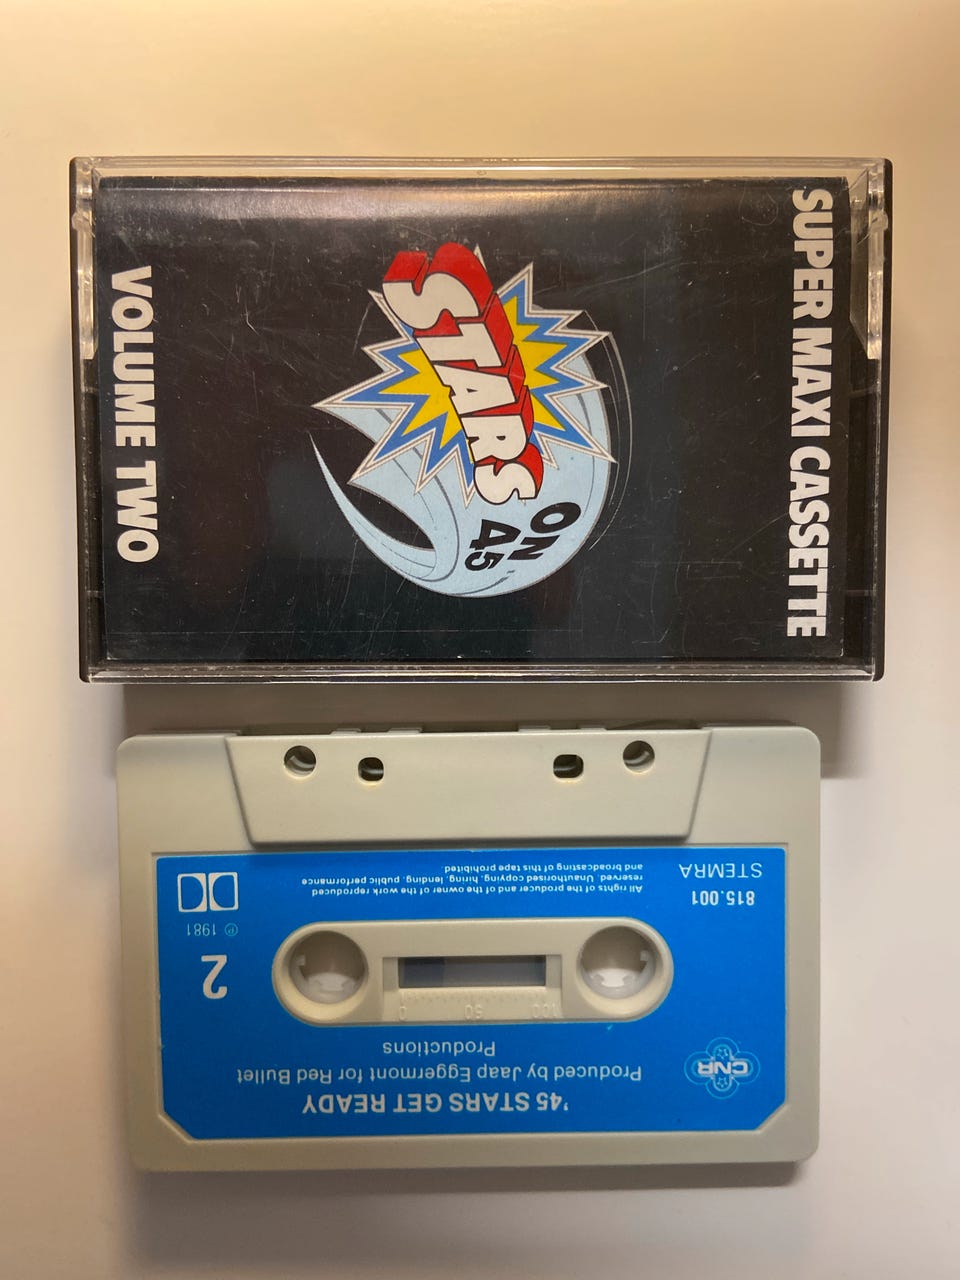 SUPER MAXI CASSETTE
STARS
ON
45
VOLUME TWO
'45 STARS GET READY
Produced by Jaap Eggermont for Red Bullet
Productions
CNR
0 50 100
2
℗ 1981
815.001
STEMRA
All rights of the producer and of the owner of the work reproduced
reserved. Unauthorised copying, hiring, lending, public performance
and broadcasting of this tape prohibited.